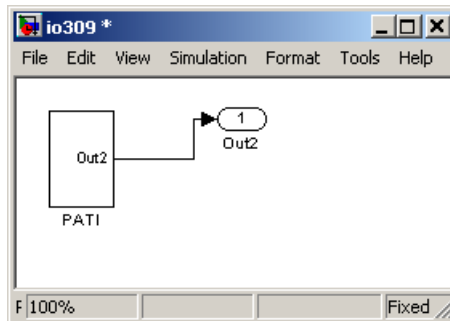 io309 *
File Edit View Simulation Format Tools Help
1
Out2
Out2
PATI
F 100% Fixed